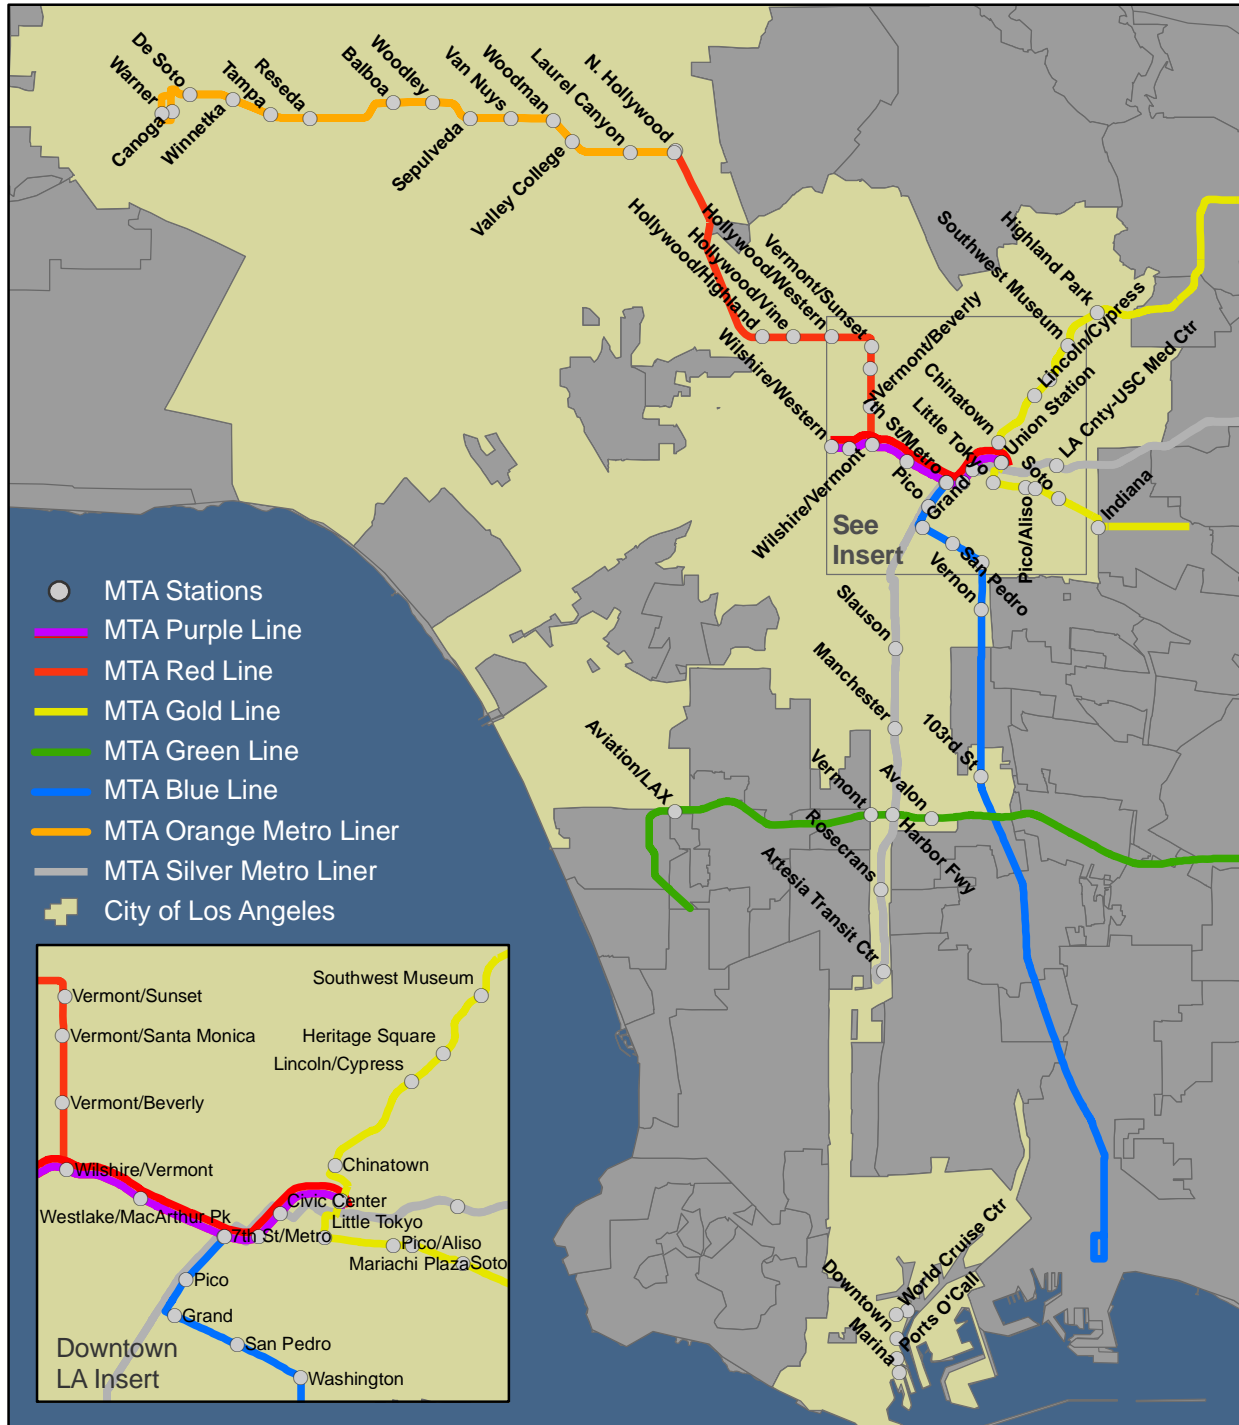 De Soto
Warner
Canoga
Winnetka
Tampa
Reseda
Balboa
Woodley
Sepulveda
Van Nuys
Woodman
Valley College
Laurel Canyon
N. Hollywood
Hollywood/Highland
Hollywood/Vine
Hollywood/Western
Vermont/Sunset
Vermont/Beverly
Wilshire/Western
Wilshire/Vermont
7th St/Metro
Southwest Museum
Highland Park
Lincoln/Cypress
Chinatown
Union Station
Little Tokyo
LA Cnty-USC Med Ctr
Soto
Pico/Aliso
Indiana
Pico
Grand
San Pedro
See
Insert
Vernon
Slauson
Manchester
103rd St
Aviation/LAX
Vermont
Avalon
Harbor Fwy
Rosecrans
Artesia Transit Ctr
World Cruise Ctr
Downtown
Ports O'Call
Marina
MTA Stations
MTA Purple Line
MTA Red Line
MTA Gold Line
MTA Green Line
MTA Blue Line
MTA Orange Metro Liner
MTA Silver Metro Liner
City of Los Angeles
Southwest Museum
Vermont/Sunset
Vermont/Santa Monica
Heritage Square
Lincoln/Cypress
Vermont/Beverly
Chinatown
Wilshire/Vermont
Civic Center
Westlake/MacArthur Pk
Little Tokyo
7th St/Metro
Pico/Aliso
Mariachi Plaza
Soto
Pico
Grand
San Pedro
Washington
Downtown
LA Insert